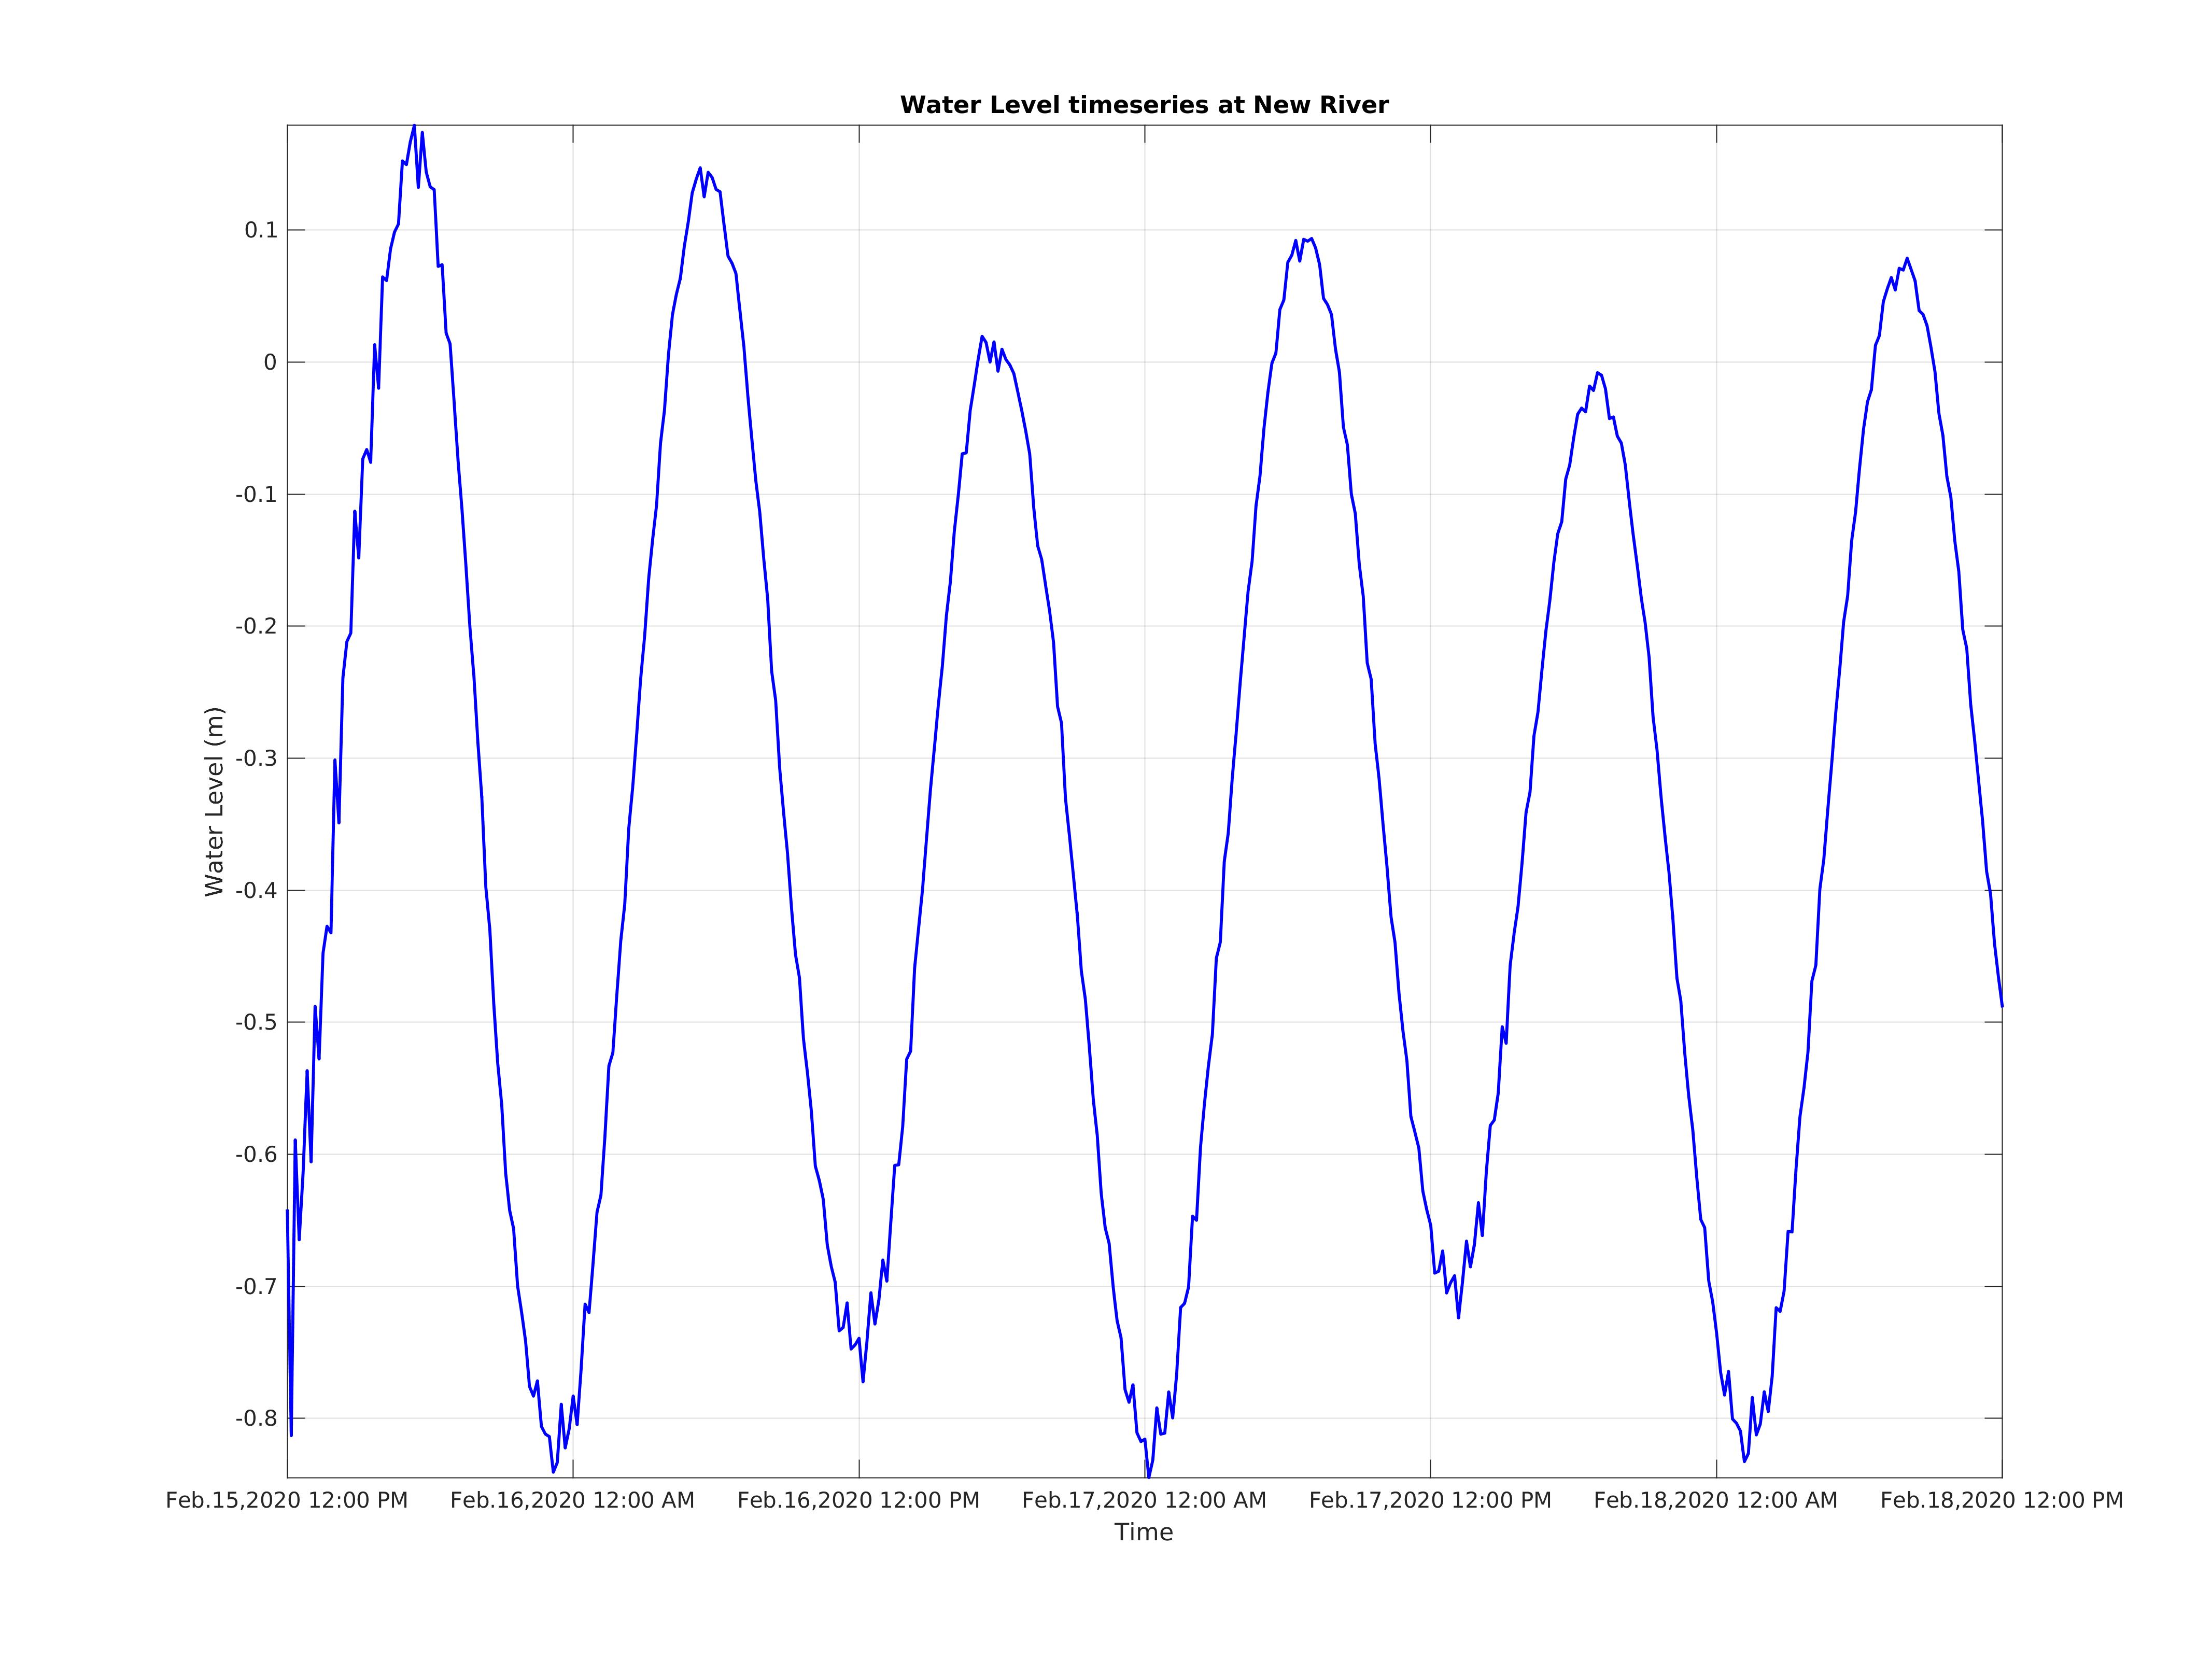 Water Level timeseries at New River
0.1
0
-0.1
-0.2
-0.3
-0.4
-0.5
-0.6
-0.7
-0.8
Water Level (m)
Feb.15,2020 12:00 PM Feb.16,2020 12:00 AM Feb.16,2020 12:00 PM Feb.17,2020 12:00 AM Feb.17,2020 12:00 PM Feb.18,2020 12:00 AM Feb.18,2020 12:00 PM
Time